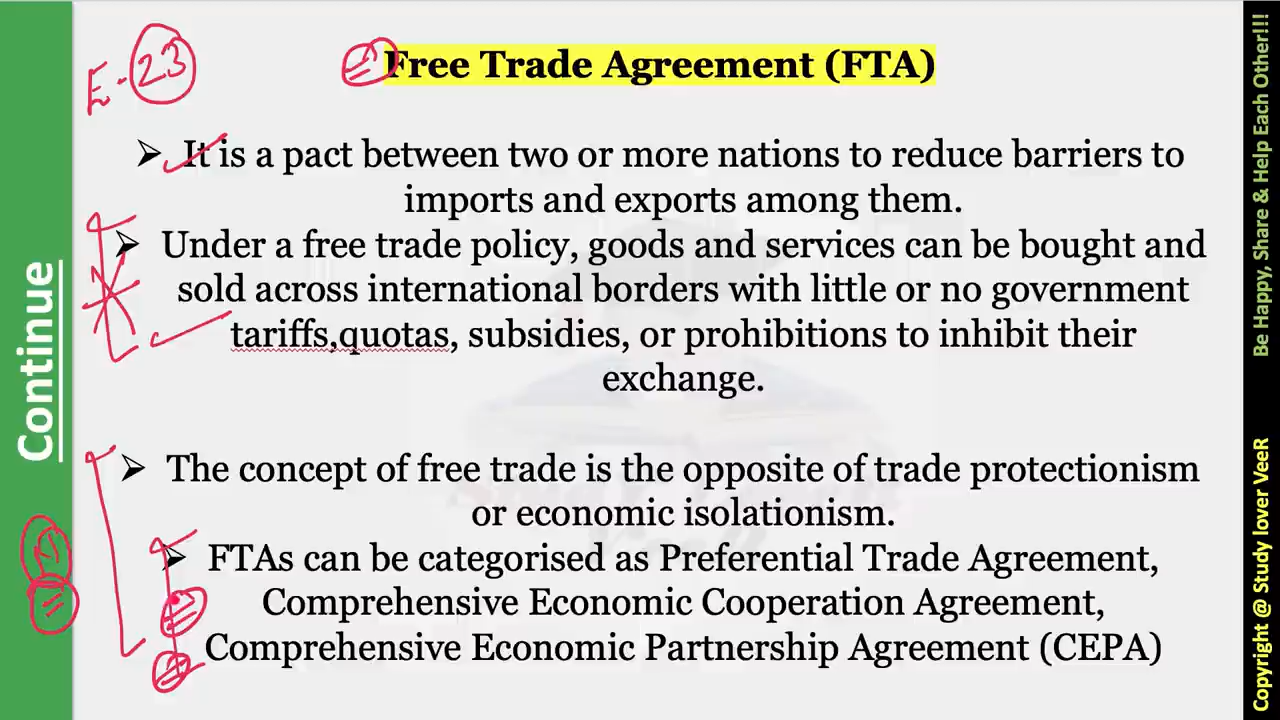 E-23
Free Trade Agreement (FTA)
➢ It is a pact between two or more nations to reduce barriers to
imports and exports among them.
➢ Under a free trade policy, goods and services can be bought and
sold across international borders with little or no government
tariffs,quotas, subsidies, or prohibitions to inhibit their
exchange.
➢ The concept of free trade is the opposite of trade protectionism
or economic isolationism.
➢ FTAs can be categorised as Preferential Trade Agreement,
Comprehensive Economic Cooperation Agreement,
Comprehensive Economic Partnership Agreement (CEPA)
Continue
Copyright @ Study lover VeeR
Be Happy, Share & Help Each Other!!!